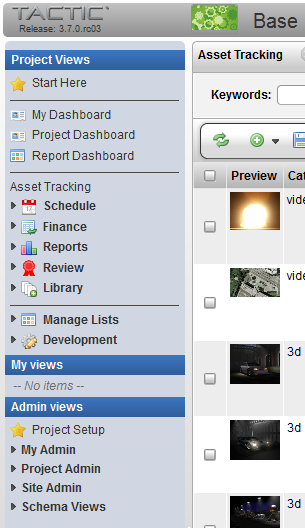 TACTIC
Release: 3.7.0.rc03
Base
Project Views
Start Here
My Dashboard
Project Dashboard
Report Dashboard
Asset Tracking
Schedule
Finance
Reports
Review
Library
Manage Lists
Development
My views
-- No items --
Admin views
Project Setup
My Admin
Project Admin
Site Admin
Schema Views
Asset Tracking
Keywords:
Preview Cat
vide
vide
3d
3d
3d